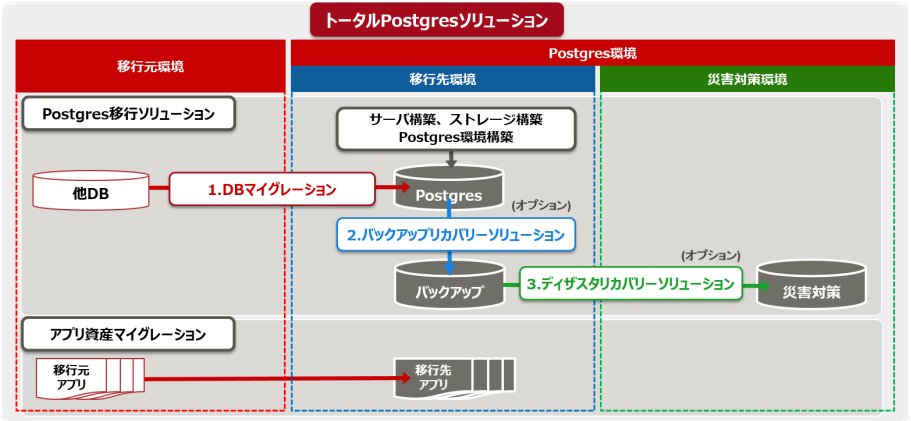 トータルPostgresソリューション
移行元環境
Postgres環境
移行先環境
災害対策環境
Postgres移行ソリューション
サーバ構築、ストレージ構築
Postgres環境構築
他DB
1.DBマイグレーション
Postgres
(オプション)
2.バックアップリカバリーソリューション
(オプション)
バックアップ
3.ディザスタリカバリーソリューション
災害対策
アプリ資産マイグレーション
移行元
アプリ
移行先
アプリ